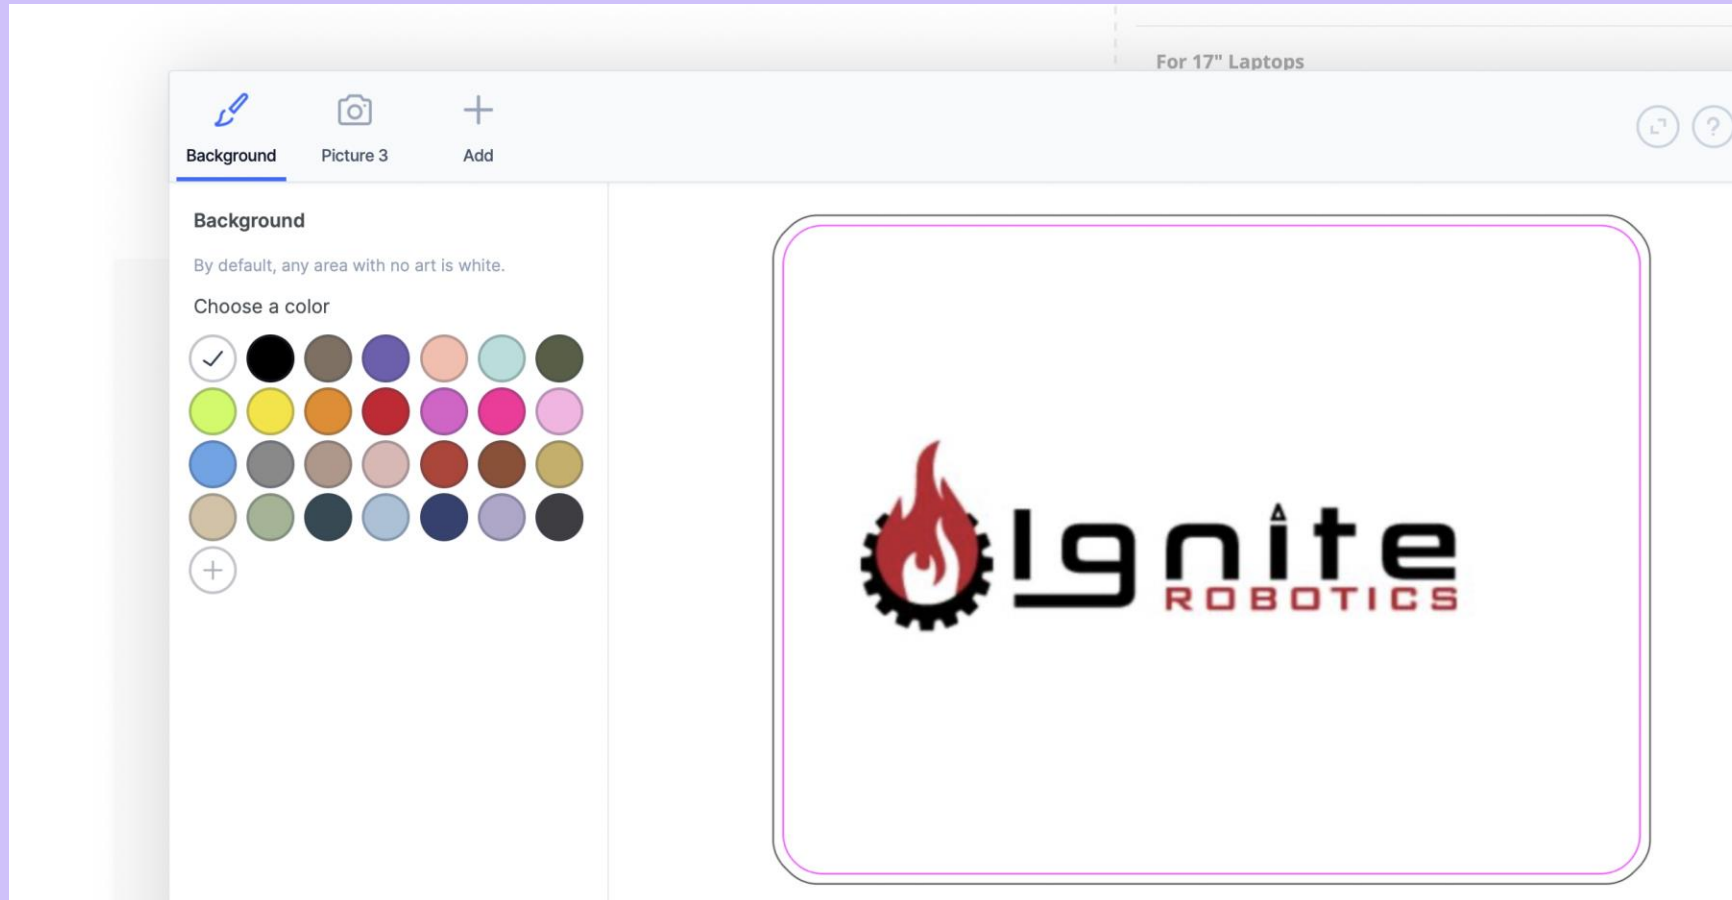 For 17" Laptops
Background
Picture 3
Add
?
Background
By default, any area with no art is white.
Choose a color
Ignite
ROBOTICS